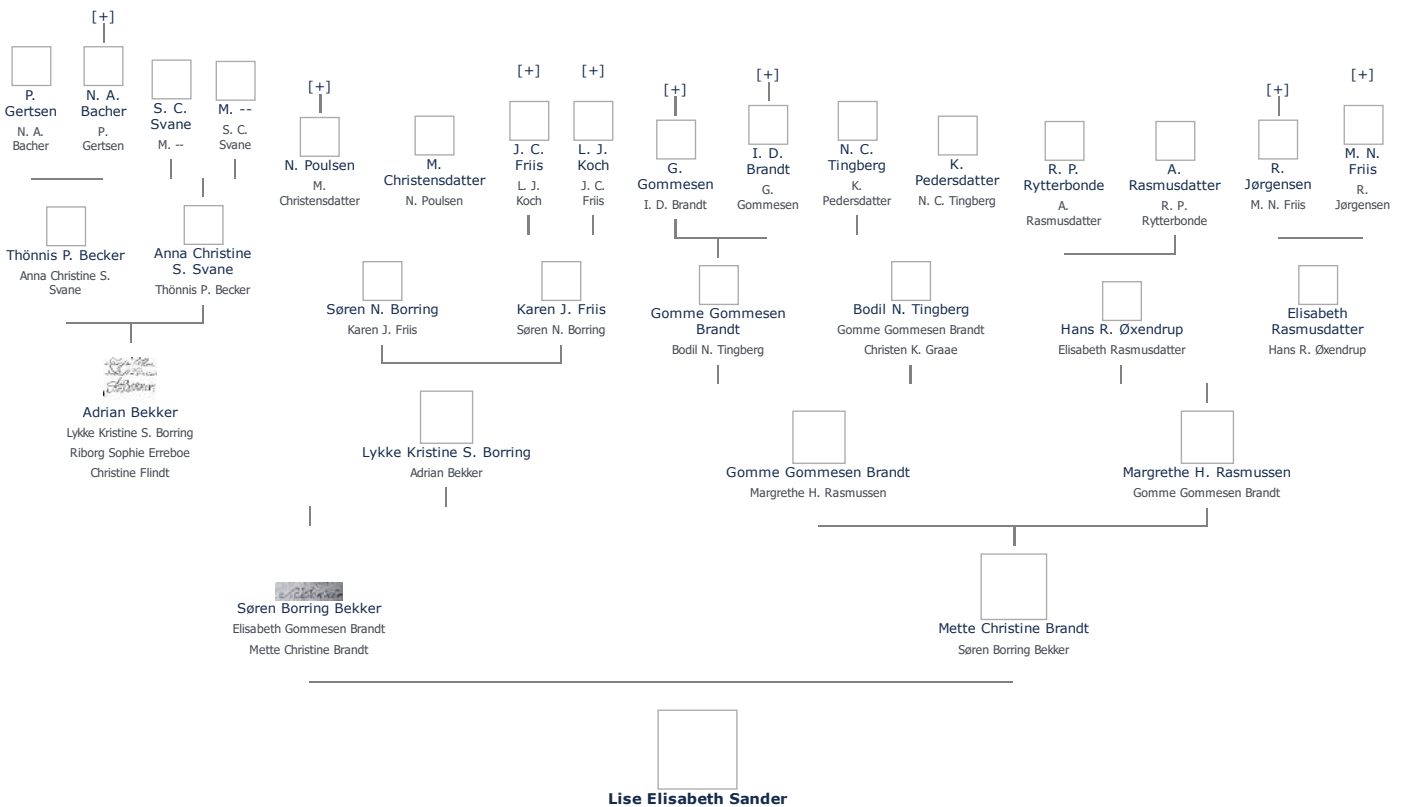 [+]
P.
Gertsen
N. A.
Bacher
N. A.
Bacher
P.
Gertsen
S. C.
Svane
M. --
M. --
S. C.
Svane
[+]
N. Poulsen
M.
Christensdatter
M.
Christensdatter
N. Poulsen
[+]
J. C.
Friis
L. J.
Koch
[+]
L. J.
Koch
J. C.
Friis
[+]
G.
Gommesen
I. D. Brandt
[+]
I. D.
Brandt
G.
Gommesen
N. C.
Tingberg
K.
Pedersdatter
K.
Pedersdatter
N. C. Tingberg
R. P.
Rytterbonde
A.
Rasmusdatter
A.
Rasmusdatter
R. P.
Rytterbonde
[+]
R.
Jørgensen
M. N. Friis
[+]
M. N.
Friis
R.
Jørgensen
Thönnis P. Becker
Anna Christine S.
Svane
Anna Christine
S. Svane
Thönnis P. Becker
Søren N. Borring
Karen J. Friis
Karen J. Friis
Søren N. Borring
Gomme Gommesen
Brandt
Bodil N. Tingberg
Bodil N. Tingberg
Gomme Gommesen Brandt
Christen K. Graae
Hans R. Øxendrup
Elisabeth Rasmusdatter
Elisabeth
Rasmusdatter
Hans R. Øxendrup
Adrian Bekker
Lykke Kristine S. Borring
Riborg Sophie Erreboe
Christine Flindt
Lykke Kristine S. Borring
Adrian Bekker
Gomme Gommesen Brandt
Margrethe H. Rasmussen
Margrethe H. Rasmussen
Gomme Gommesen Brandt
Søren Borring Bekker
Elisabeth Gommesen Brandt
Mette Christine Brandt
Mette Christine Brandt
Søren Borring Bekker
Lise Elisabeth Sander